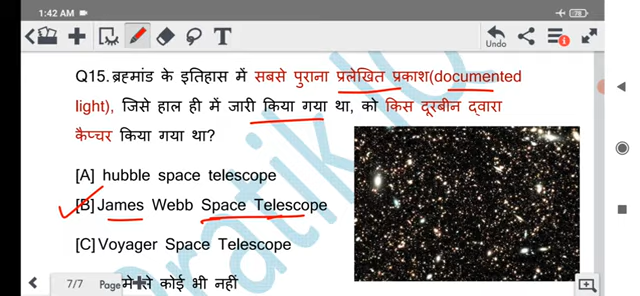 1:42 AM
78
Undo
Q15. ब्रह्मांड के इतिहास में सबसे पुराना प्रलेखित प्रकाश(documented
light), जिसे हाल ही में जारी किया गया था, को किस दूरबीन द्वारा
कैप्चर किया गया था?
[A] hubble space telescope
[B] James Webb Space Telescope
[C] Voyager Space Telescope
मे से कोई भी नहीं
7/7